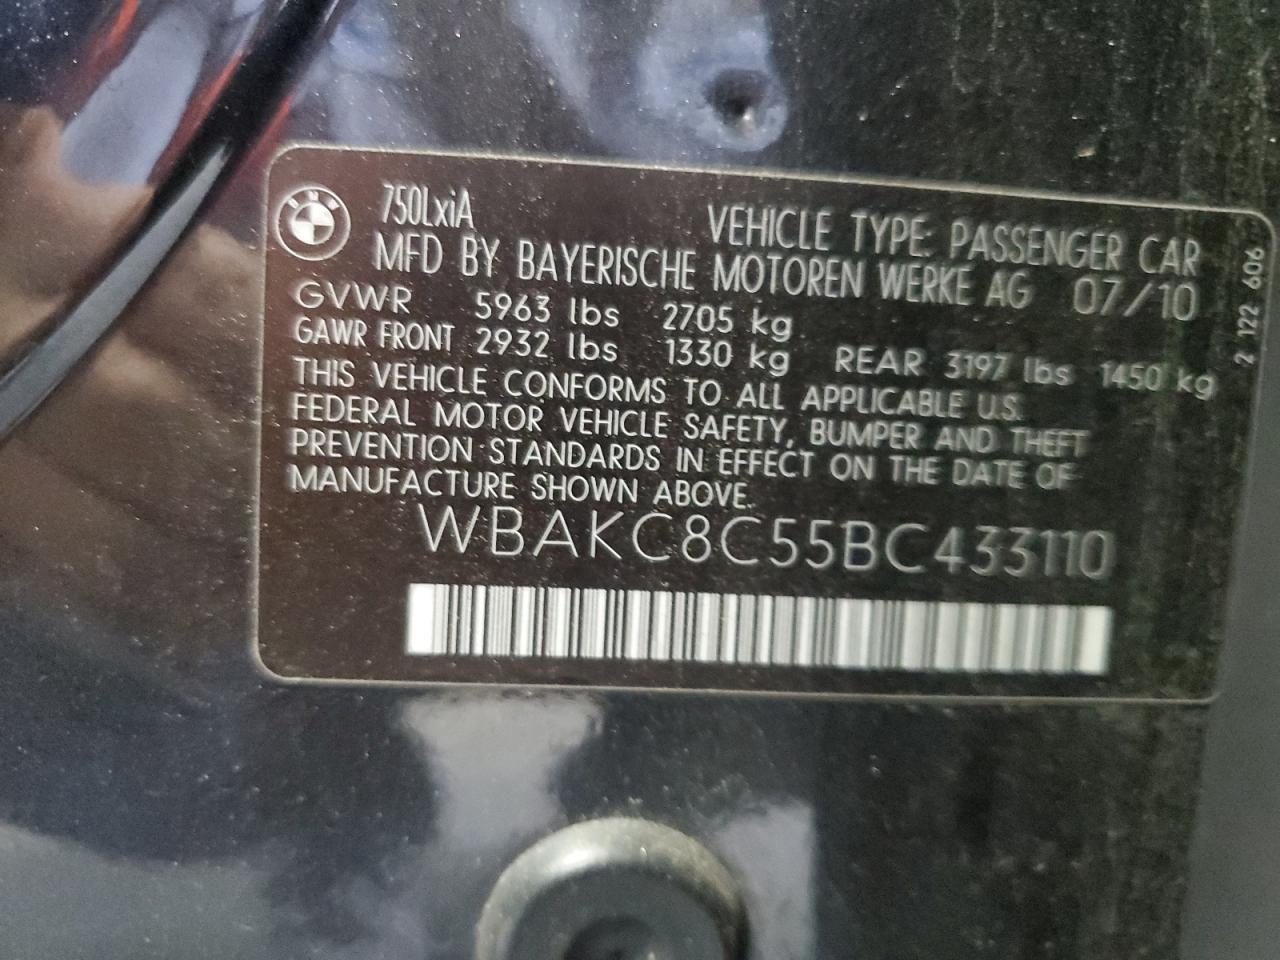 BMW
750LxiA
VEHICLE TYPE: PASSENGER CAR
MFD BY BAYERISCHE MOTOREN WERKE AG 07/10
GVWR 5963 lbs 2705 kg
GAWR FRONT 2932 lbs 1330 kg REAR 3197 lbs 1450 kg
THIS VEHICLE CONFORMS TO ALL APPLICABLE U.S.
FEDERAL MOTOR VEHICLE SAFETY, BUMPER AND THEFT
PREVENTION STANDARDS IN EFFECT ON THE DATE OF
MANUFACTURE SHOWN ABOVE.
WBAKC8C55BC433110
2 122 606